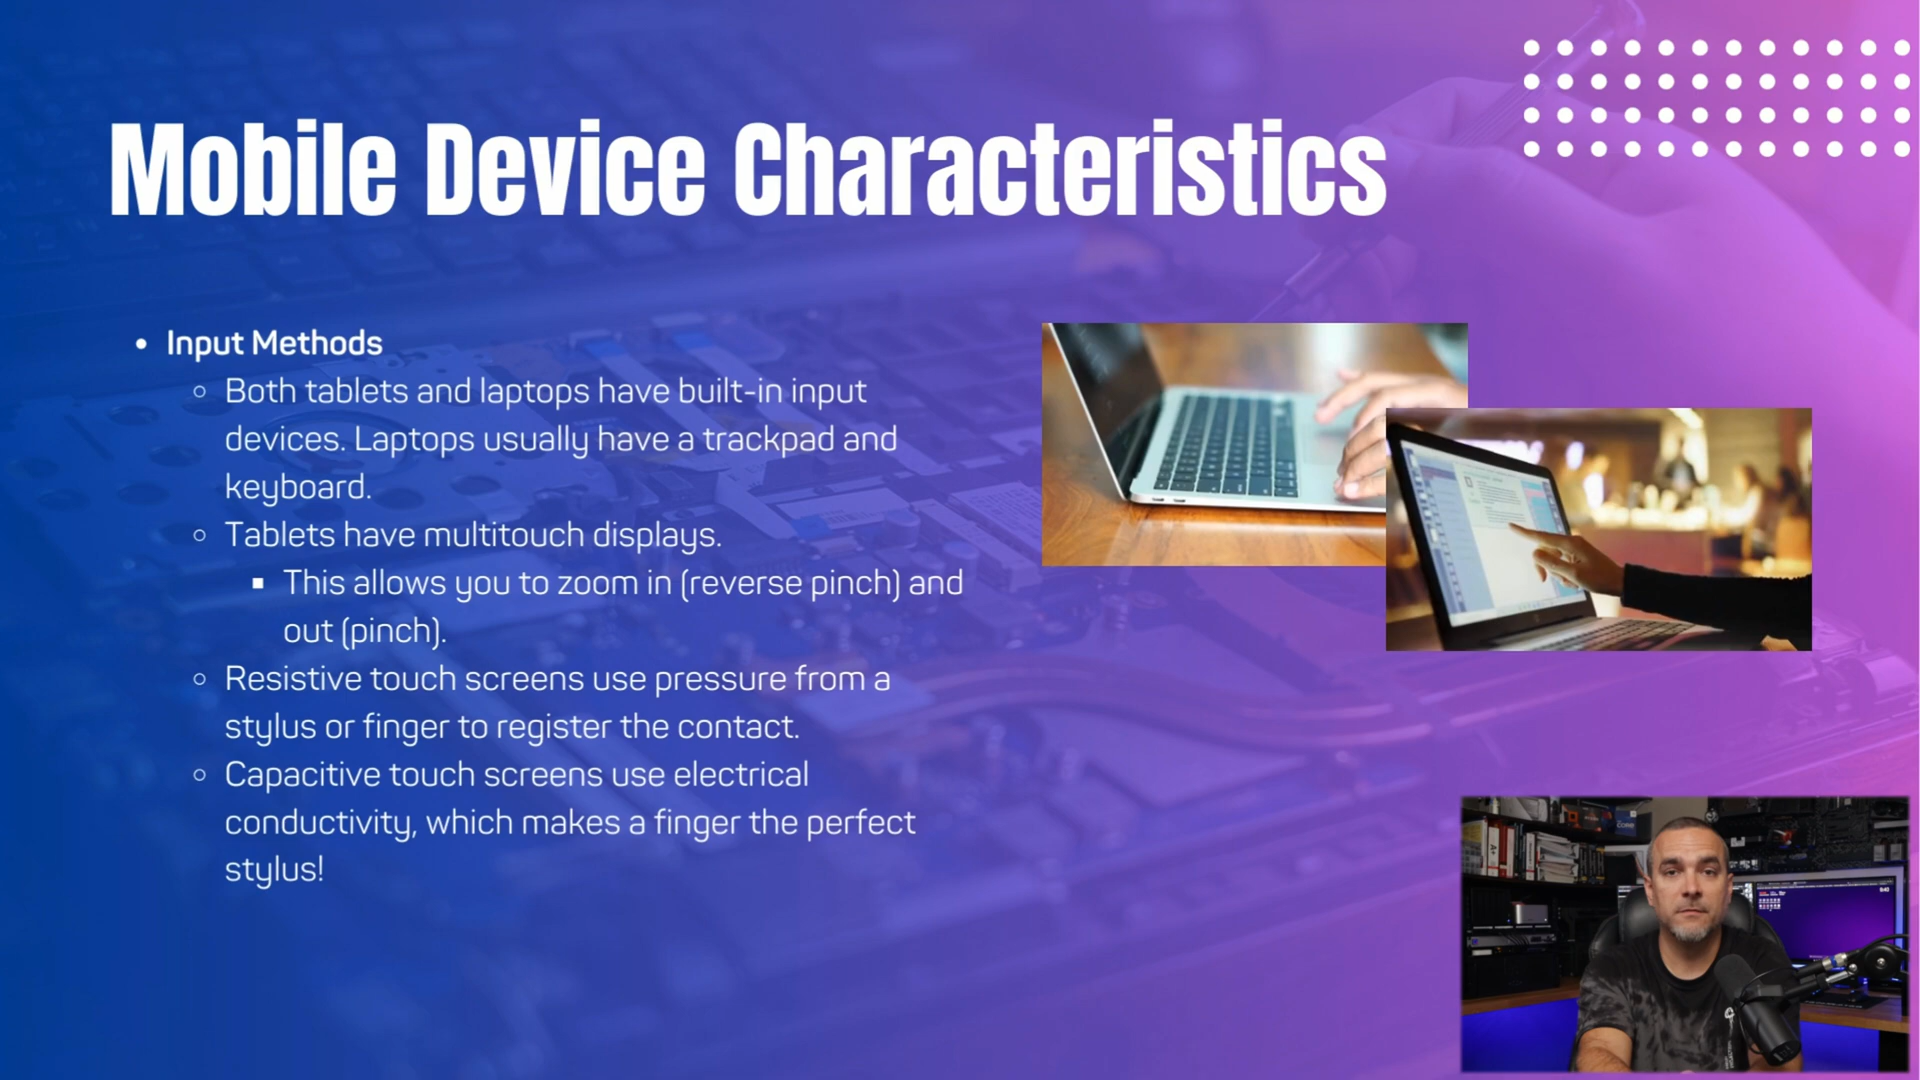 Mobile Device Characteristics
• Input Methods
○ Both tablets and laptops have built-in input
devices. Laptops usually have a trackpad and
keyboard.
○ Tablets have multitouch displays.
▪ This allows you to zoom in (reverse pinch) and
out (pinch).
○ Resistive touch screens use pressure from a
stylus or finger to register the contact.
○ Capacitive touch screens use electrical
conductivity, which makes a finger the perfect
stylus!
A+